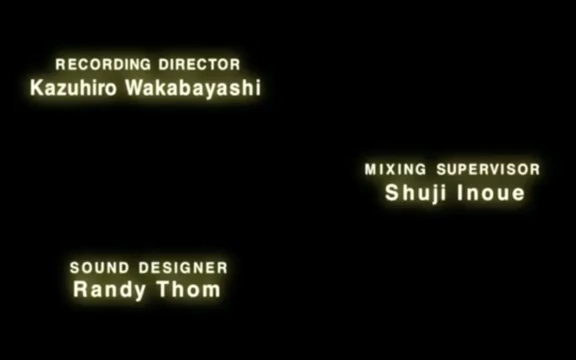 RECORDING DIRECTOR
Kazuhiro Wakabayashi
MIXING SUPERVISOR
Shuji Inoue
SOUND DESIGNER
Randy Thom